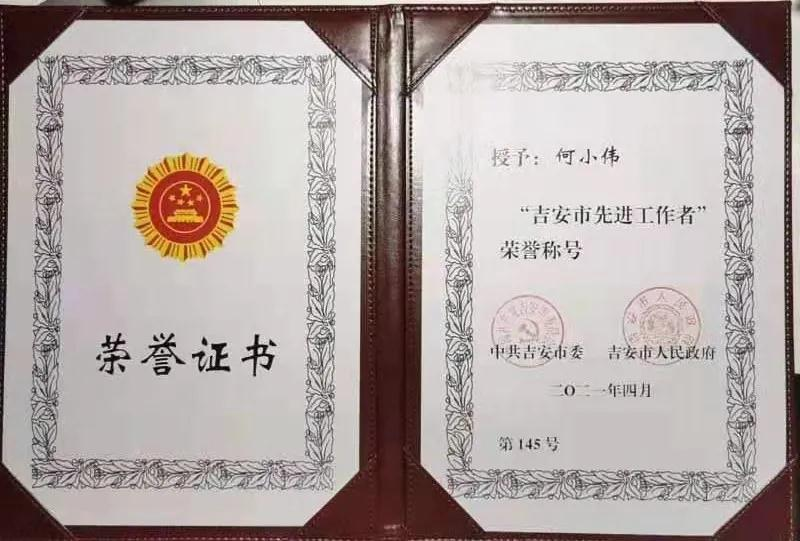 荣誉证书
授予：何小伟
“吉安市先进工作者”
荣誉称号
中共吉安市委 吉安市人民政府
二〇二一年四月
第145号